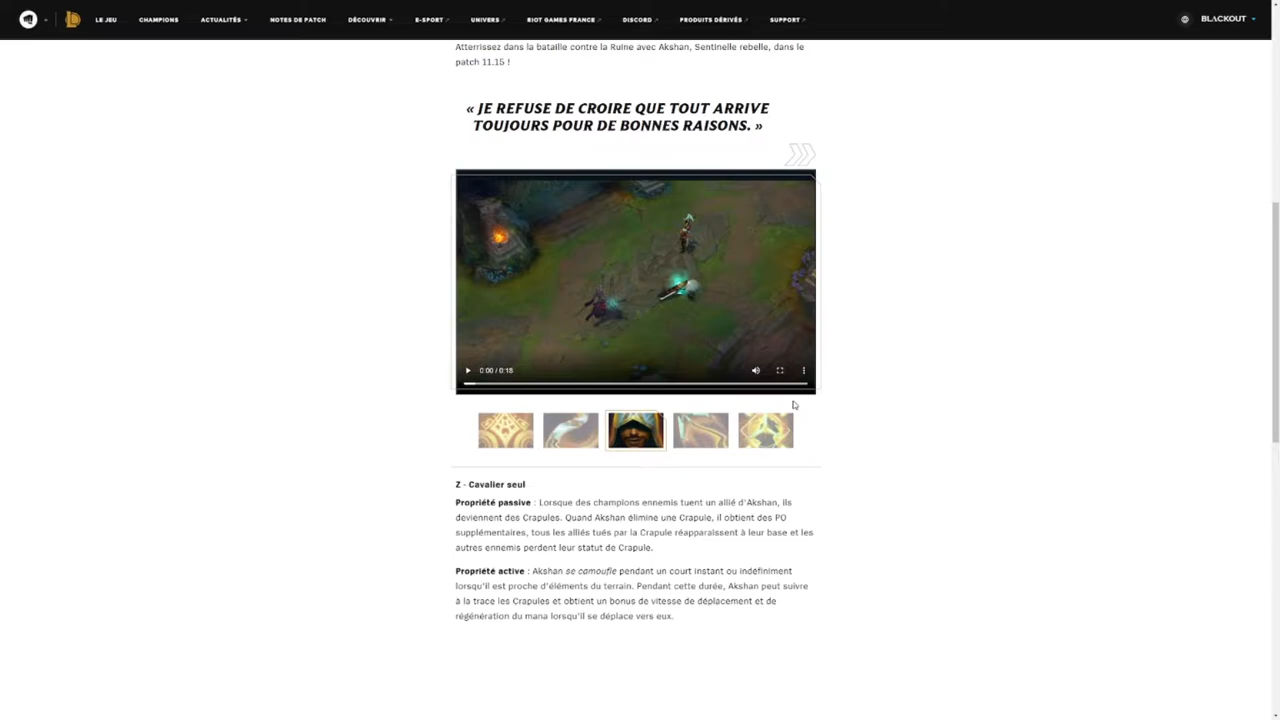 LE JEU CHAMPIONS ACTUALITÉS NOTES DE PATCH DÉCOUVRIR E-SPORT UNIVERS RIOT GAMES FRANCE DISCORD PRODUITS DÉRIVÉS SUPPORT BLACKOUT
Atterrissez dans la bataille contre la Ruine avec Akshan, Sentinelle rebelle, dans le
patch 11.15 !
« JE REFUSE DE CROIRE QUE TOUT ARRIVE
TOUJOURS POUR DE BONNES RAISONS. »
0:00 / 0:18
Z - Cavalier seul
Propriété passive : Lorsque des champions ennemis tuent un allié d'Akshan, ils
deviennent des Crapules. Quand Akshan élimine une Crapule, il obtient des PO
supplémentaires, tous les alliés tués par la Crapule réapparaissent à leur base et les
autres ennemis perdent leur statut de Crapule.
Propriété active : Akshan se camoufle pendant un court instant ou indéfiniment
lorsqu'il est proche d'éléments du terrain. Pendant cette durée, Akshan peut suivre
à la trace les Crapules et obtient un bonus de vitesse de déplacement et de
régénération du mana lorsqu'il se déplace vers eux.